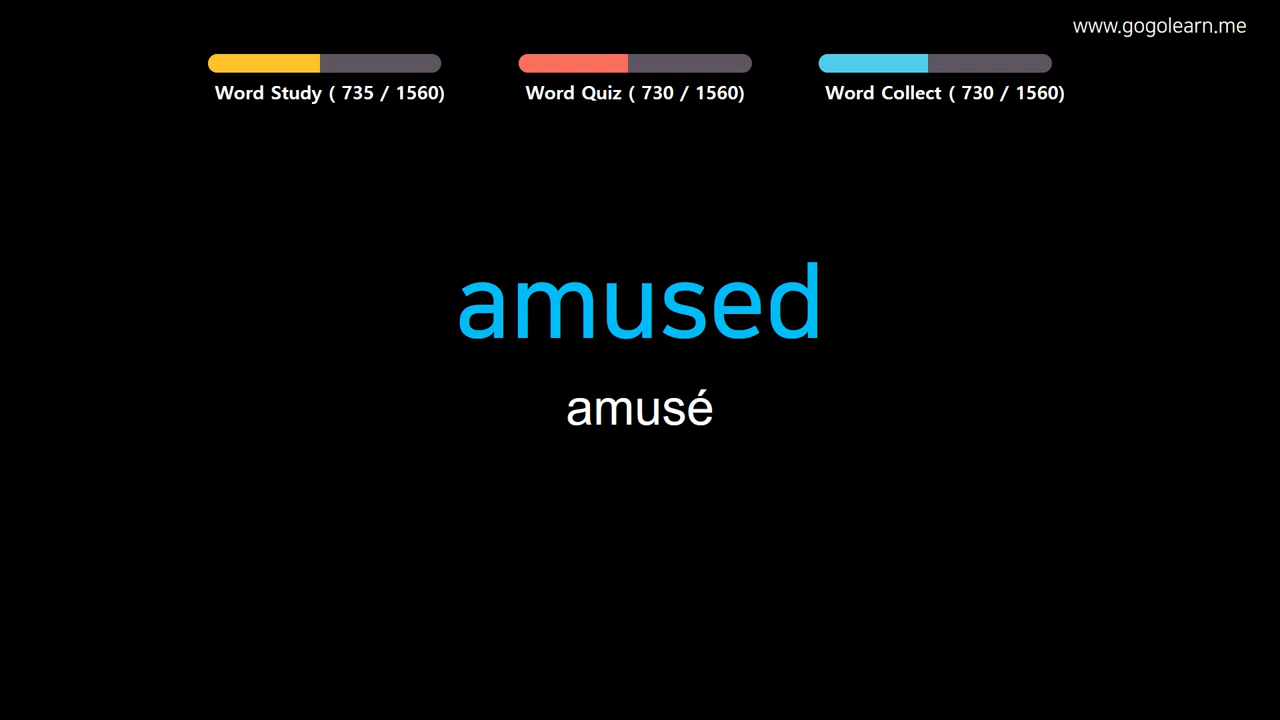 www.gogolearn.me
Word Study ( 735 / 1560)
Word Quiz ( 730 / 1560)
Word Collect ( 730 / 1560)
amused
amusé